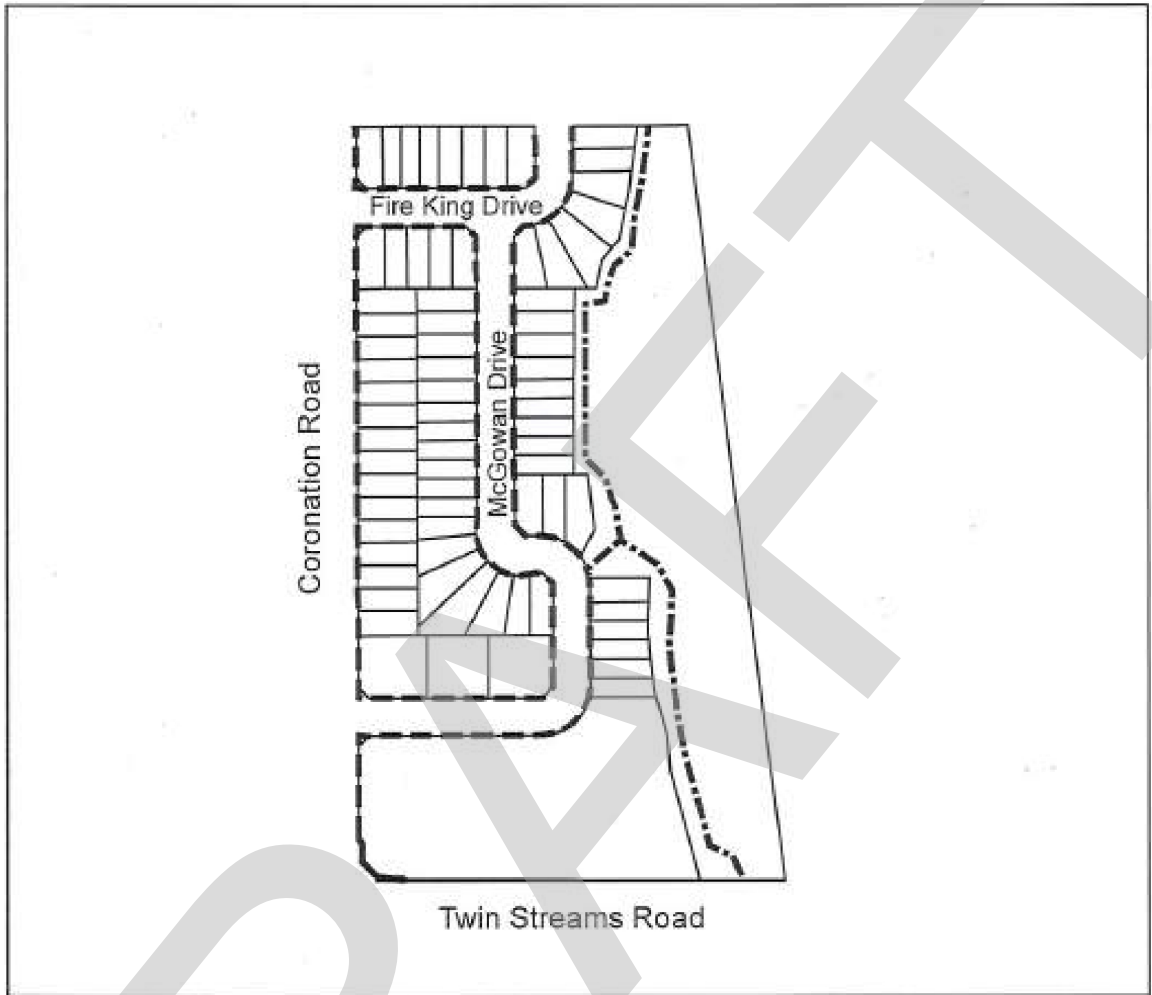 Fire King Drive
McGowan Drive
Coronation Road
Twin Streams Road
DRAFT